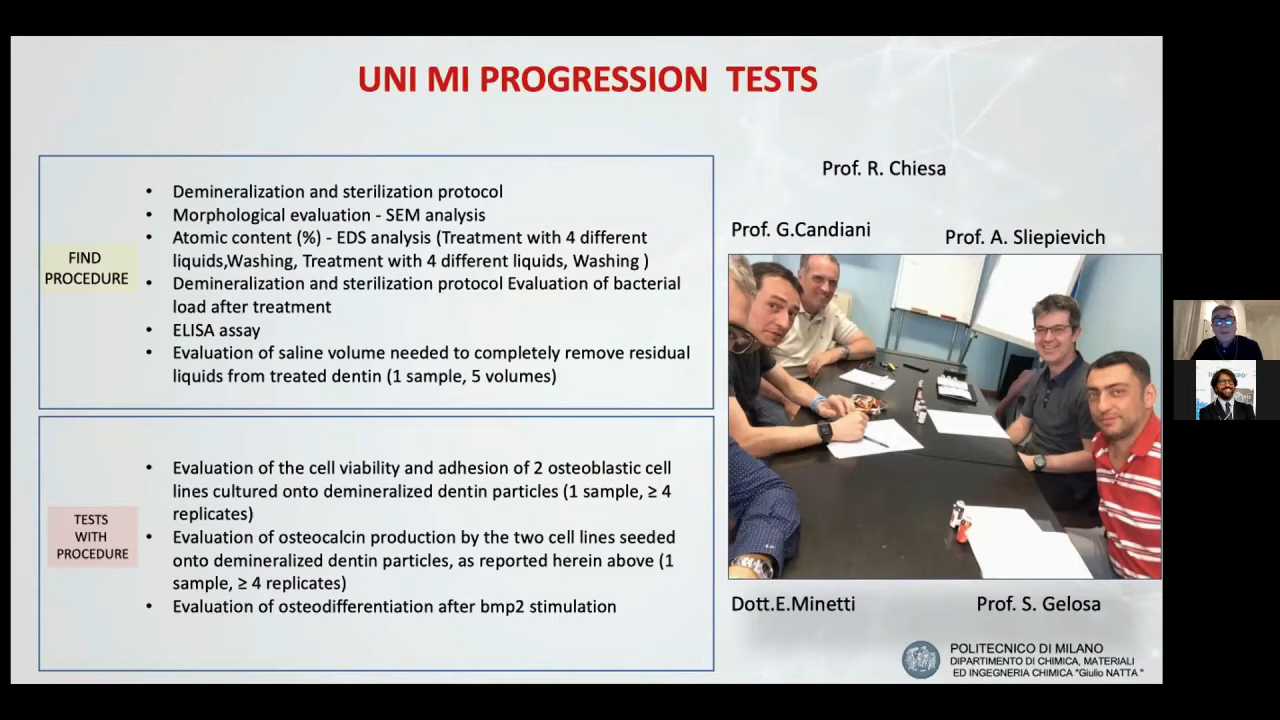 UNI MI PROGRESSION TESTS
FIND
PROCEDURE
• Demineralization and sterilization protocol
• Morphological evaluation - SEM analysis
• Atomic content (%) - EDS analysis (Treatment with 4 different
liquids,Washing, Treatment with 4 different liquids, Washing )
• Demineralization and sterilization protocol Evaluation of bacterial
load after treatment
• ELISA assay
• Evaluation of saline volume needed to completely remove residual
liquids from treated dentin (1 sample, 5 volumes)
TESTS
WITH
PROCEDURE
• Evaluation of the cell viability and adhesion of 2 osteoblastic cell
lines cultured onto demineralized dentin particles (1 sample, ≥ 4
replicates)
• Evaluation of osteocalcin production by the two cell lines seeded
onto demineralized dentin particles, as reported herein above (1
sample, ≥ 4 replicates)
• Evaluation of osteodifferentiation after bmp2 stimulation
Prof. R. Chiesa
Prof. G.Candiani
Prof. A. Sliepievich
Dott.E.Minetti
Prof. S. Gelosa
POLITECNICO DI MILANO
DIPARTIMENTO DI CHIMICA, MATERIALI
ED INGEGNERIA CHIMICA "Giulio NATTA "